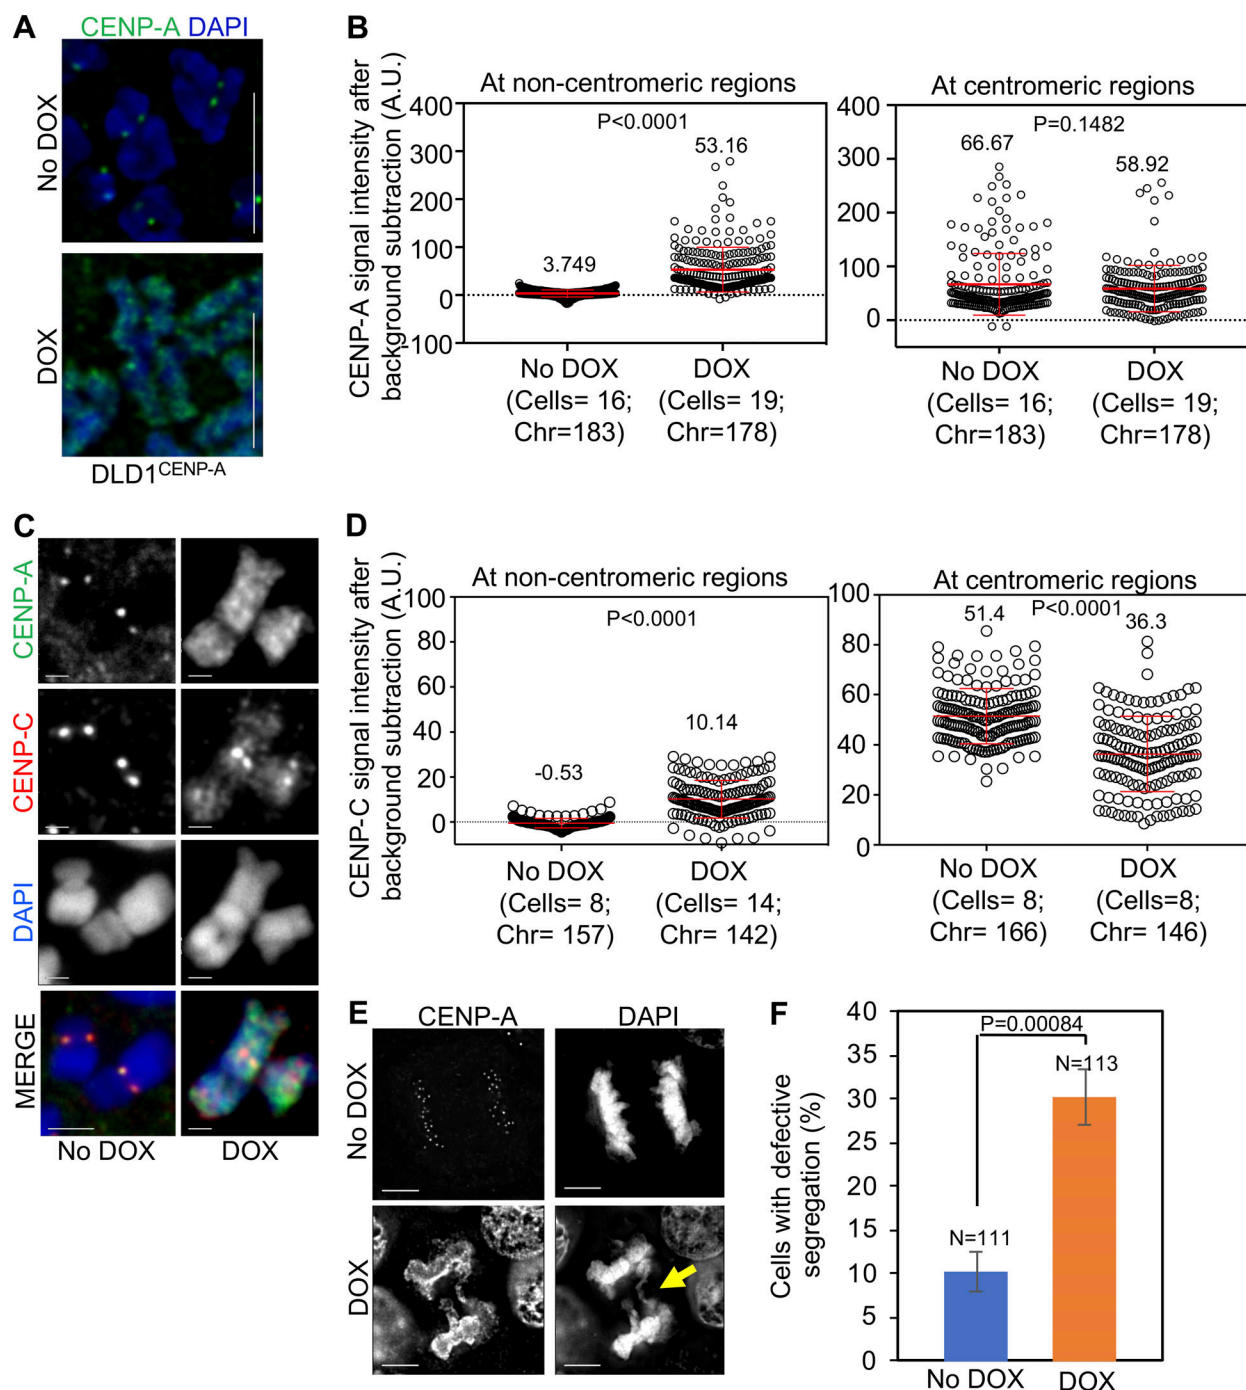 A
CENP-A DAPI
No DOX
DOX
DLD1CENP-A
B
CENP-A signal intensity after
background subtraction (A.U.)
At non-centromeric regions
400
300
200
100
0
-100
P<0.0001
3.749
53.16
No DOX
(Cells= 16;
Chr=183)
DOX
(Cells= 19;
Chr=178)
At centromeric regions
400
300
200
100
0
P=0.1482
66.67
58.92
No DOX
(Cells= 16;
Chr=183)
DOX
(Cells= 19;
Chr=178)
C
CENP-A
CENP-C
DAPI
MERGE
No DOX
DOX
D
CENP-C signal intensity after
background subtraction (A.U.)
At non-centromeric regions
100
80
60
40
20
0
P<0.0001
-0.53
10.14
No DOX
(Cells= 8;
Chr= 157)
DOX
(Cells= 14;
Chr= 142)
At centromeric regions
100
80
60
40
20
0
P<0.0001
51.4
36.3
No DOX
(Cells= 8;
Chr= 166)
DOX
(Cells=8;
Chr= 146)
E
CENP-A
DAPI
No DOX
DOX
F
Cells with defective
segregation (%)
40
35
30
25
20
15
10
5
0
P=0.00084
N=111
N=113
No DOX
DOX